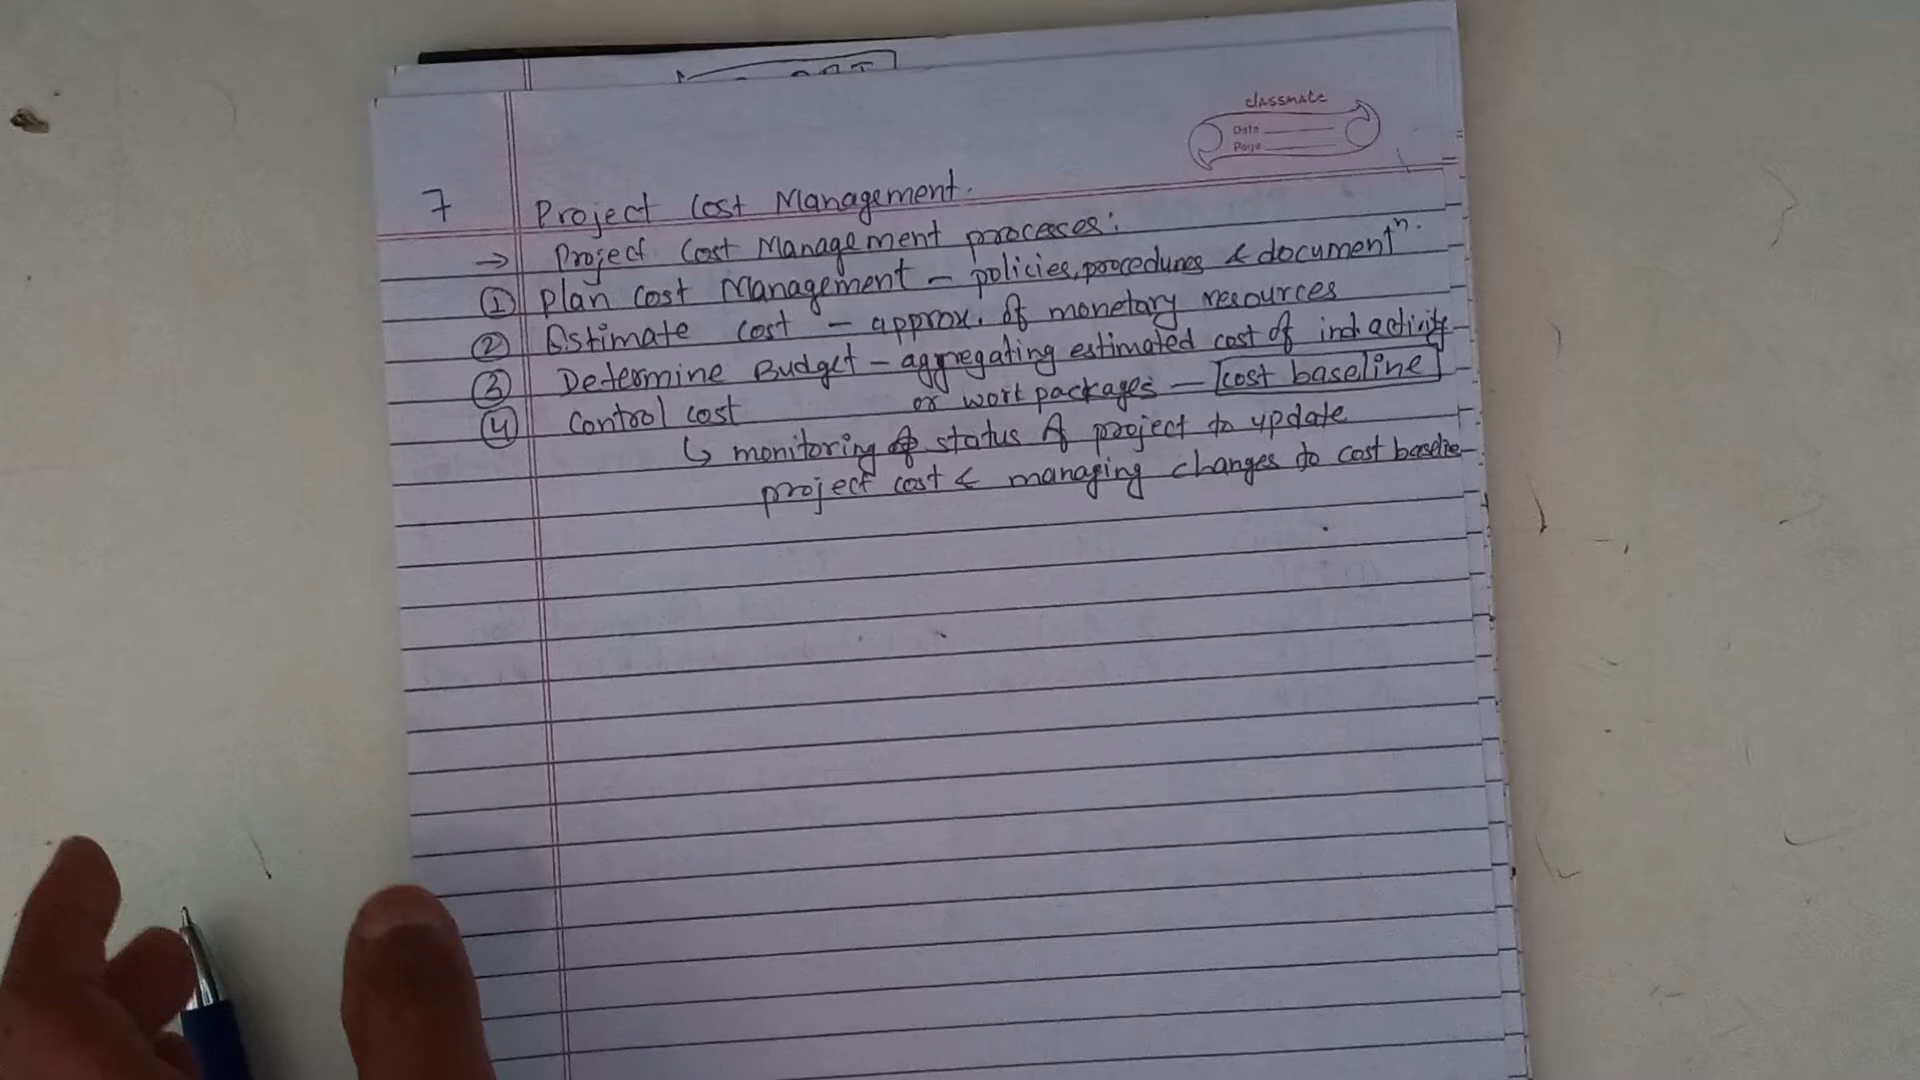 classmate
Date
Page
7 Project Cost Management.
→ Project Cost Management processes:
① Plan Cost Management - policies, procedures & documentⁿ.
② Estimate cost - approx. of monetary resources
③ Determine Budget - aggregating estimated cost of ind. activity
or work packages - cost baseline
④ Control cost
↳ monitoring of status of project to update
project cost & managing changes to cost baseline